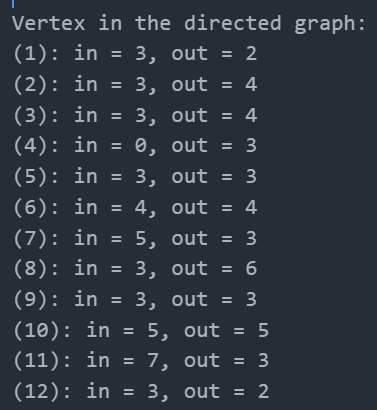 Vertex in the directed graph:
(1): in = 3, out = 2
(2): in = 3, out = 4
(3): in = 3, out = 4
(4): in = 0, out = 3
(5): in = 3, out = 3
(6): in = 4, out = 4
(7): in = 5, out = 3
(8): in = 3, out = 6
(9): in = 3, out = 3
(10): in = 5, out = 5
(11): in = 7, out = 3
(12): in = 3, out = 2